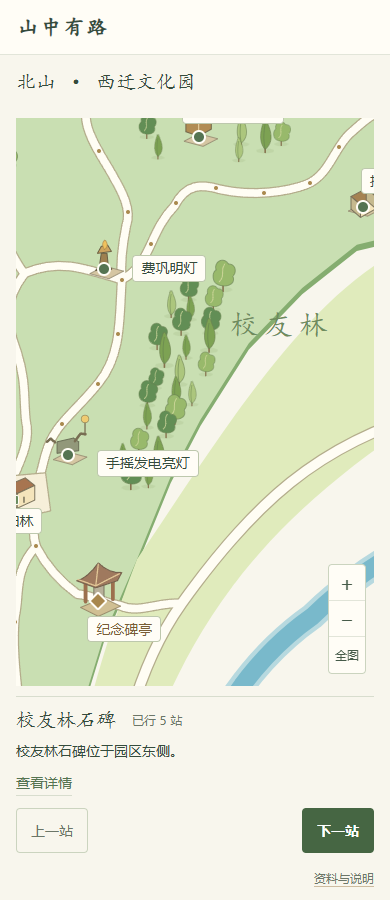 山中有路
北山 • 西迁文化园
费巩明灯
校友林
手摇发电亮灯
林
纪念碑亭
+
−
全图
校友林石碑 已行 5 站
校友林石碑位于园区东侧。
查看详情
上一站 下一站
资料与说明